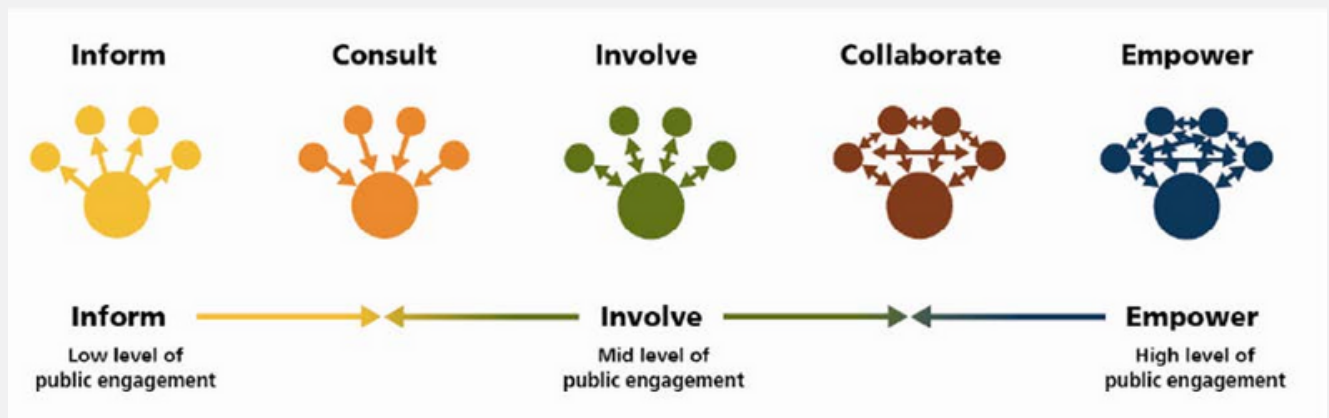 Inform
Consult
Involve
Collaborate
Empower
Inform
Low level of
public engagement
Involve
Mid level of
public engagement
Empower
High level of
public engagement